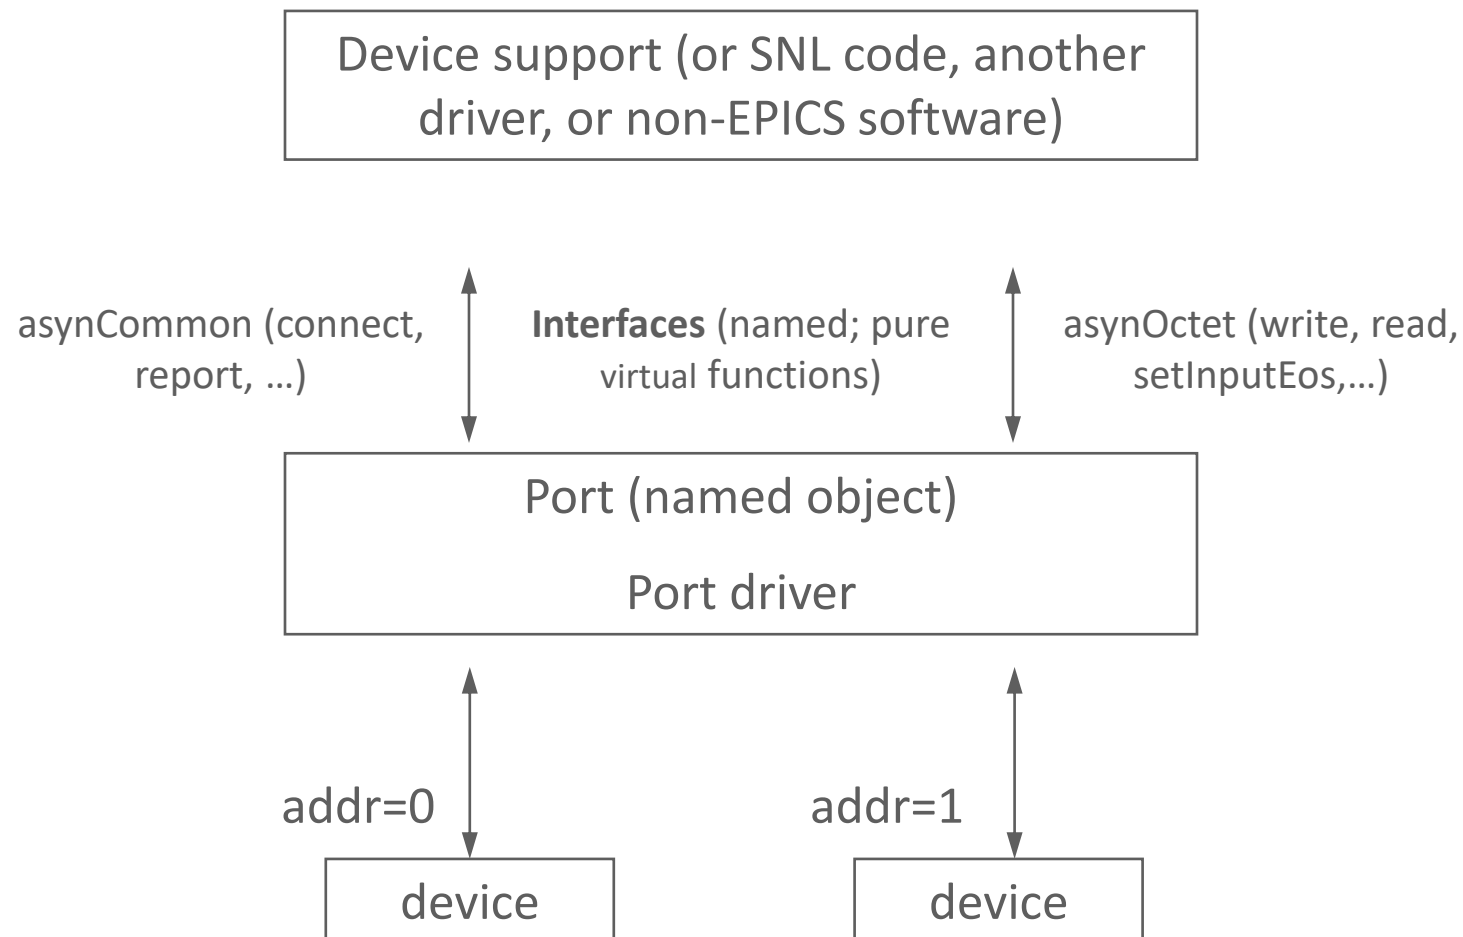 Device support (or SNL code, another
driver, or non-EPICS software)
asynCommon (connect,
report, …)
Interfaces (named; pure
virtual functions)
asynOctet (write, read,
setInputEos,…)
Port (named object)
Port driver
addr=0
addr=1
device
device